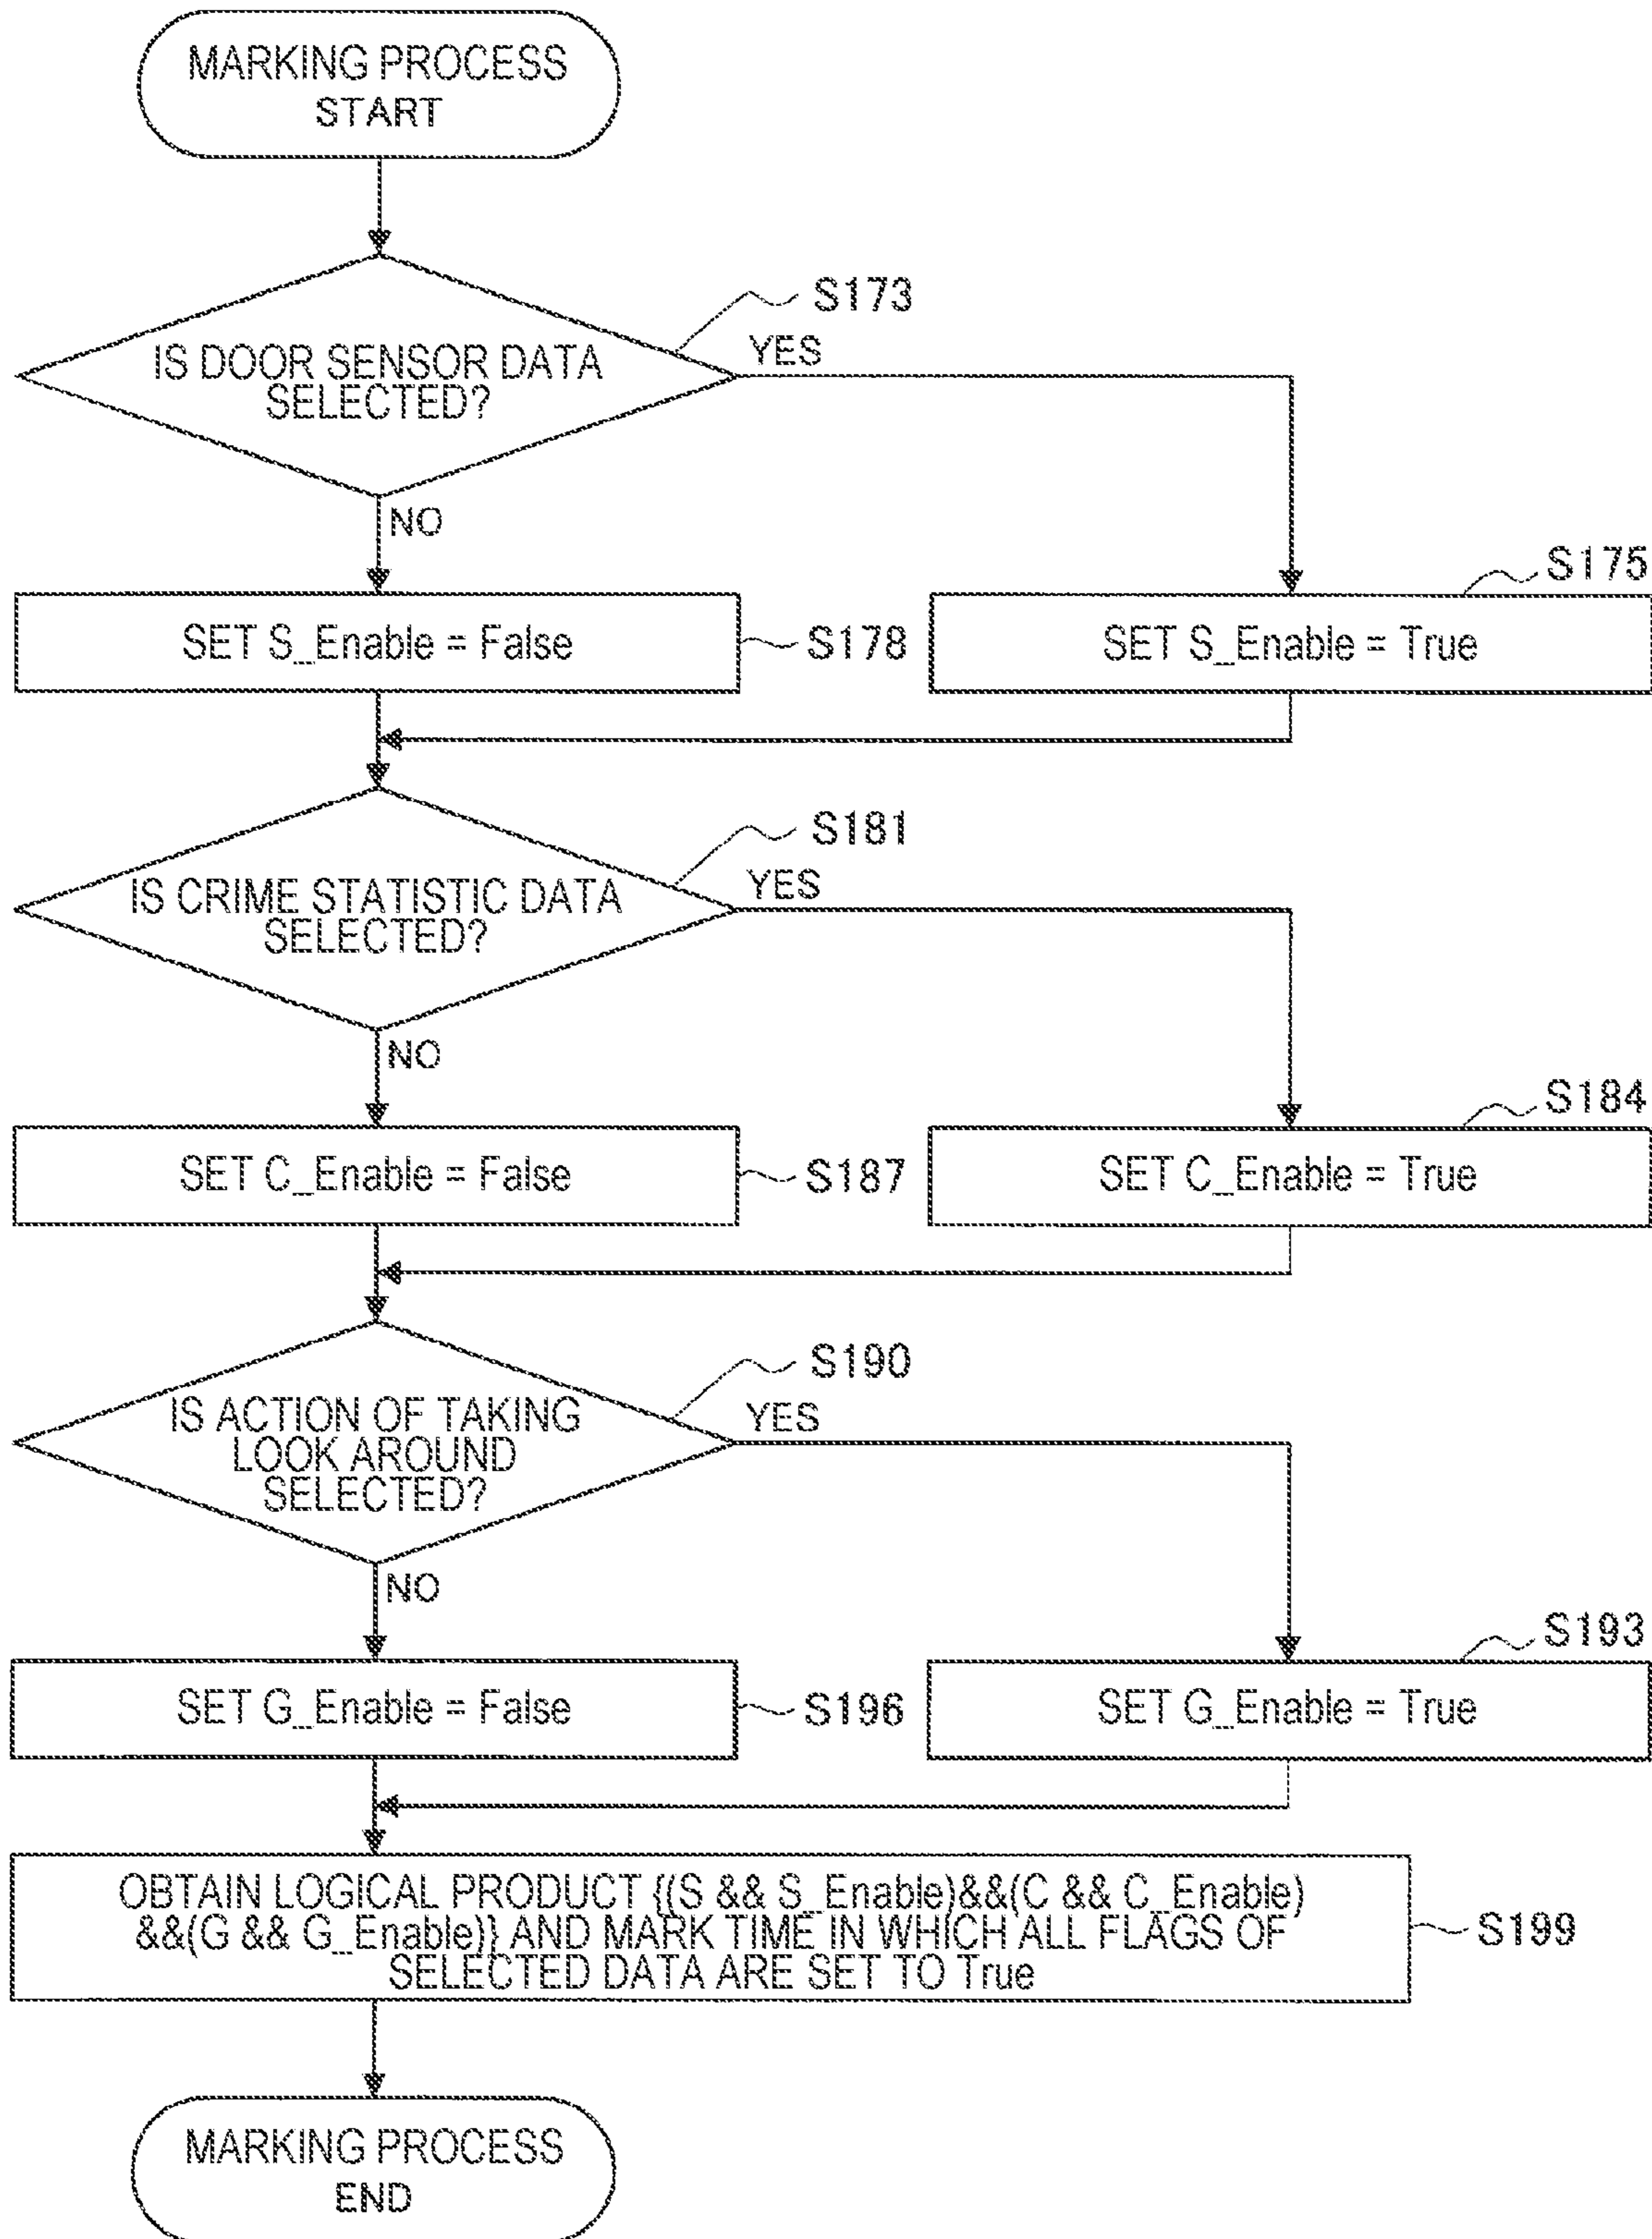 MARKING PROCESS
START
S173
IS DOOR SENSOR DATA
SELECTED?
YES
NO
S175
SET S_Enable = False
S178
SET S_Enable = True
S181
IS CRIME STATISTIC DATA
SELECTED?
YES
NO
S184
SET C_Enable = False
S187
SET C_Enable = True
S190
IS ACTION OF TAKING
LOOK AROUND
SELECTED?
YES
NO
S193
SET G_Enable = False
S196
SET G_Enable = True
OBTAIN LOGICAL PRODUCT {(S && S_Enable)&&(C && C_Enable)
&&(G && G_Enable)} AND MARK TIME IN WHICH ALL FLAGS OF
SELECTED DATA ARE SET TO True
S199
MARKING PROCESS
END